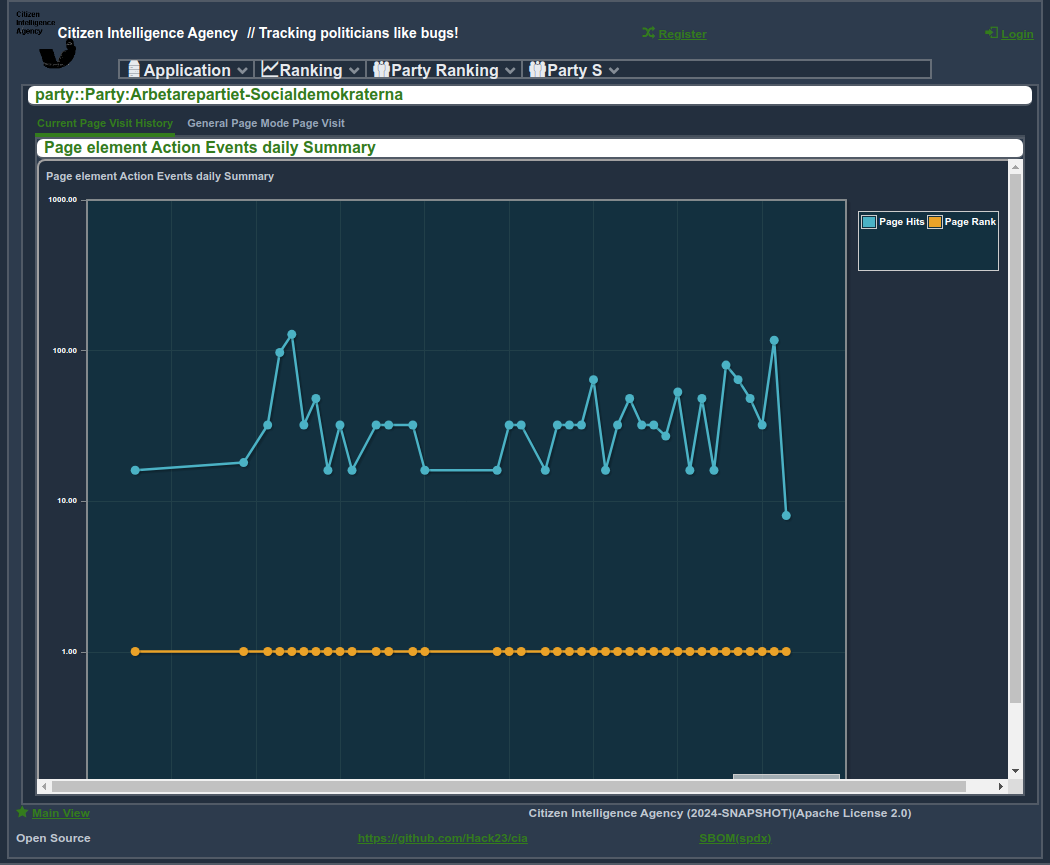 Citizen
Intelligence
Agency
Citizen Intelligence Agency // Tracking politicians like bugs!
Register
Login
Application
Ranking
Party Ranking
Party S
party::Party:Arbetarepartiet-Socialdemokraterna
Current Page Visit History
General Page Mode Page Visit
Page element Action Events daily Summary
Page element Action Events daily Summary
1000.00
Page Hits
Page Rank
100.00
10.00
1.00
Main View
Citizen Intelligence Agency (2024-SNAPSHOT)(Apache License 2.0)
Open Source
https://github.com/Hack23/cia
SBOM(spdx)